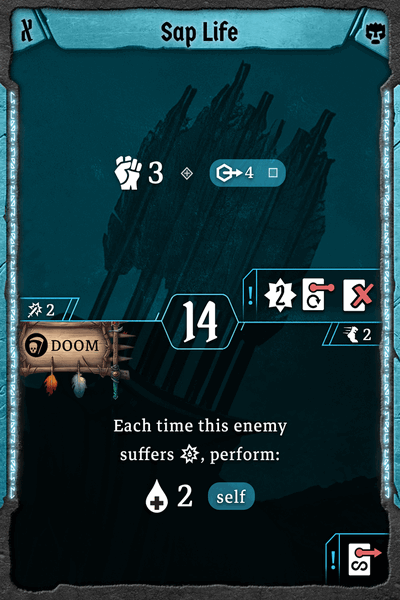 Sap Life
3
4
2
2
14
2
DOOM
Each time this enemy
suffers , perform:
2 self